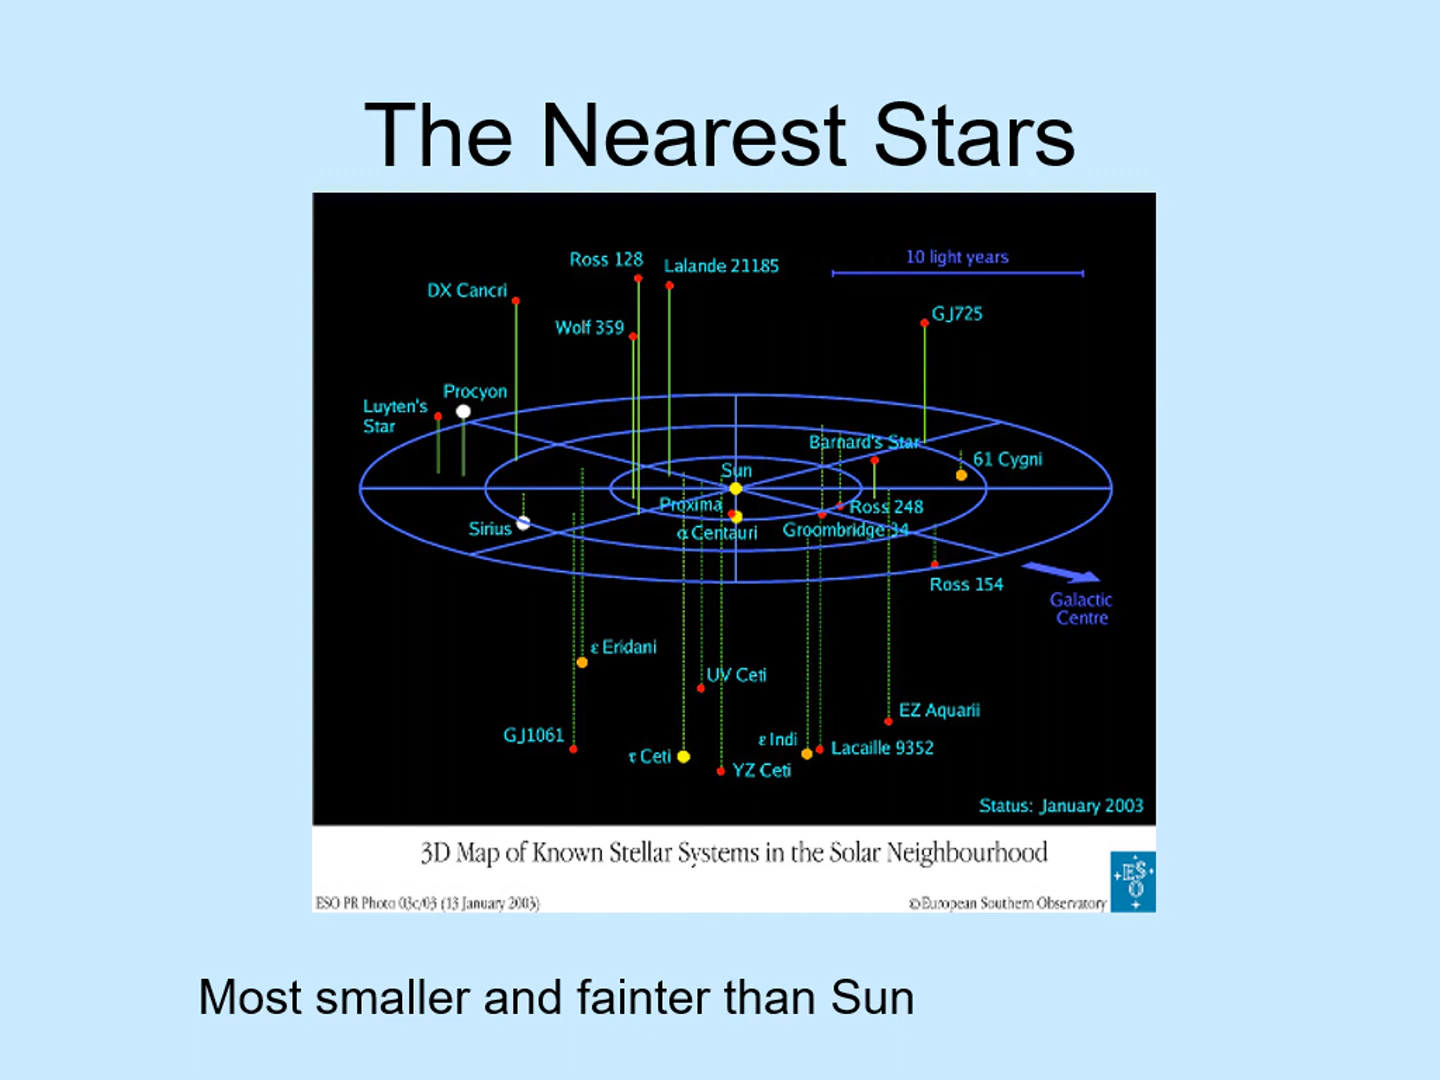 The Nearest Stars
Ross 128
Lalande 21185
10 light years
DX Cancri
Wolf 359
GJ725
Procyon
Luyten's
Star
Barnard's Star
61 Cygni
Sun
Proxima
Ross 248
Sirius
α Centauri
Groombridge 34
Ross 154
Galactic
Centre
ε Eridani
UV Ceti
EZ Aquarii
GJ1061
ε Indi
Lacaille 9352
τ Ceti
YZ Ceti
Status: January 2003
3D Map of Known Stellar Systems in the Solar Neighbourhood
ESO PR Photo 03c/03 (13 January 2003)
© European Southern Observatory
ESO
Most smaller and fainter than Sun